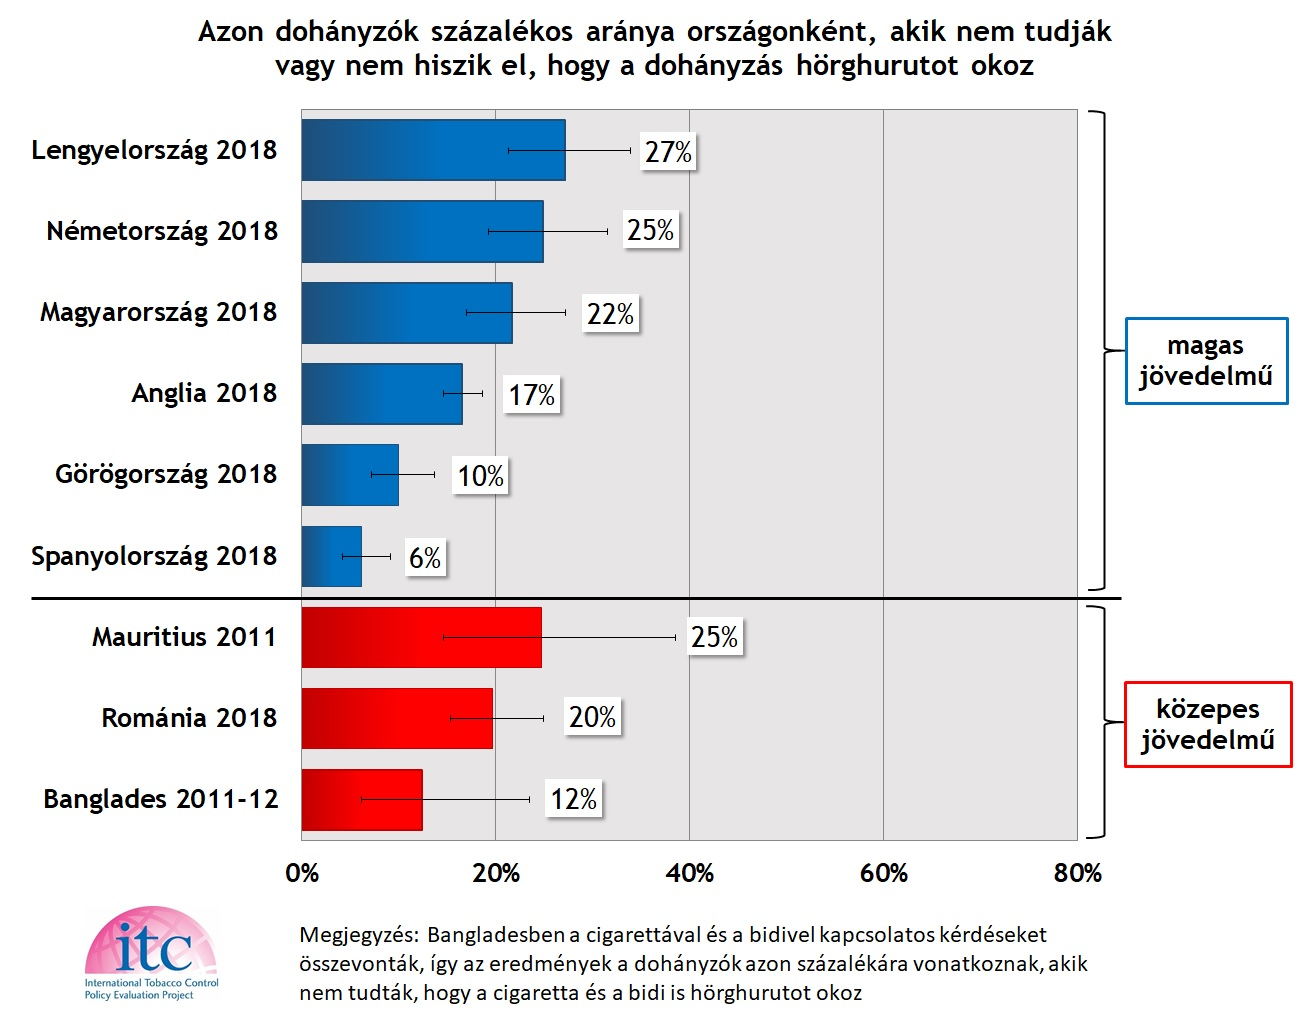 Azon dohányzók százalékos aránya országonként, akik nem tudják
vagy nem hiszik el, hogy a dohányzás hörghurutot okoz
Lengyelország 2018
27%
Németország 2018
25%
Magyarország 2018
22%
Anglia 2018
17%
Görögország 2018
10%
Spanyolország 2018
6%
magas
jövedelmű
Mauritius 2011
25%
Románia 2018
20%
Banglades 2011-12
12%
közepes
jövedelmű
0%
20%
40%
60%
80%
itc
International Tobacco Control
Policy Evaluation Project
Megjegyzés: Bangladesben a cigarettával és a bidivel kapcsolatos kérdéseket
összevonták, így az eredmények a dohányzók azon százalékára vonatkoznak, akik
nem tudták, hogy a cigaretta és a bidi is hörghurutot okoz